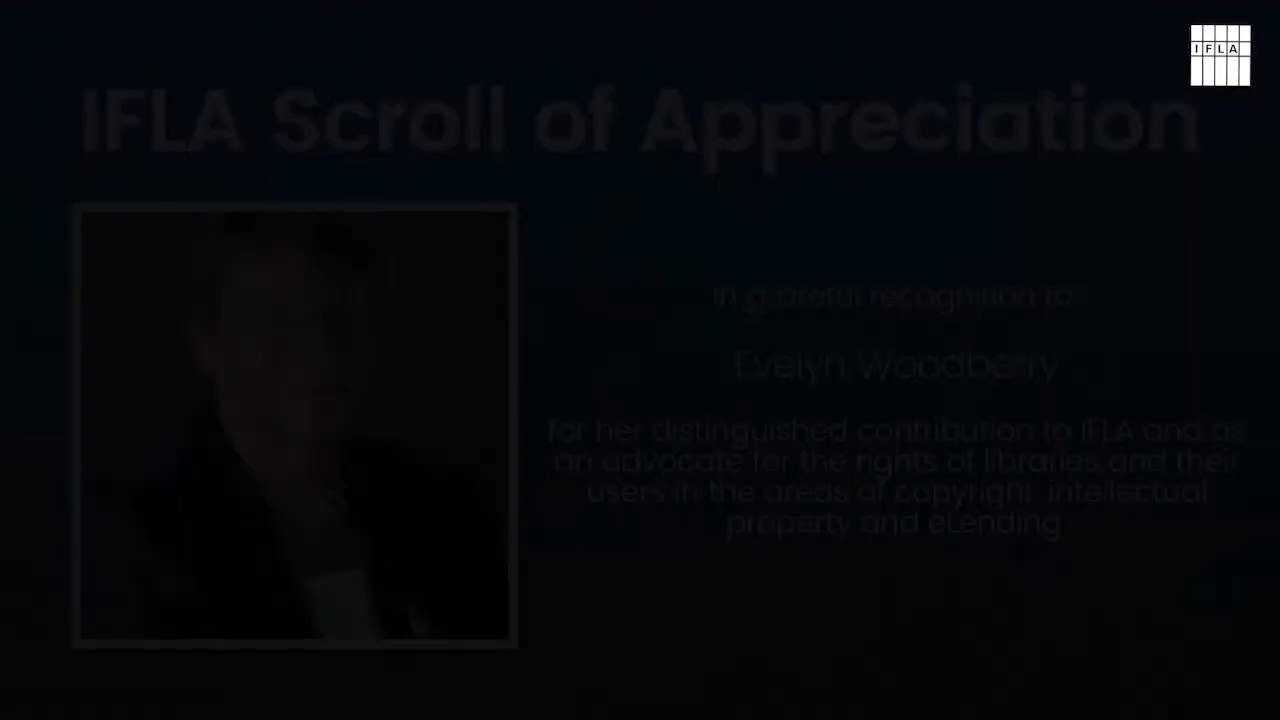 IFLA
IFLA Scroll of Appreciation
In grateful recognition to
Evelyn Woodberry
for her distinguished contribution to IFLA and as
an advocate for the rights of libraries and their
users in the areas of copyright, intellectual
property and eLending